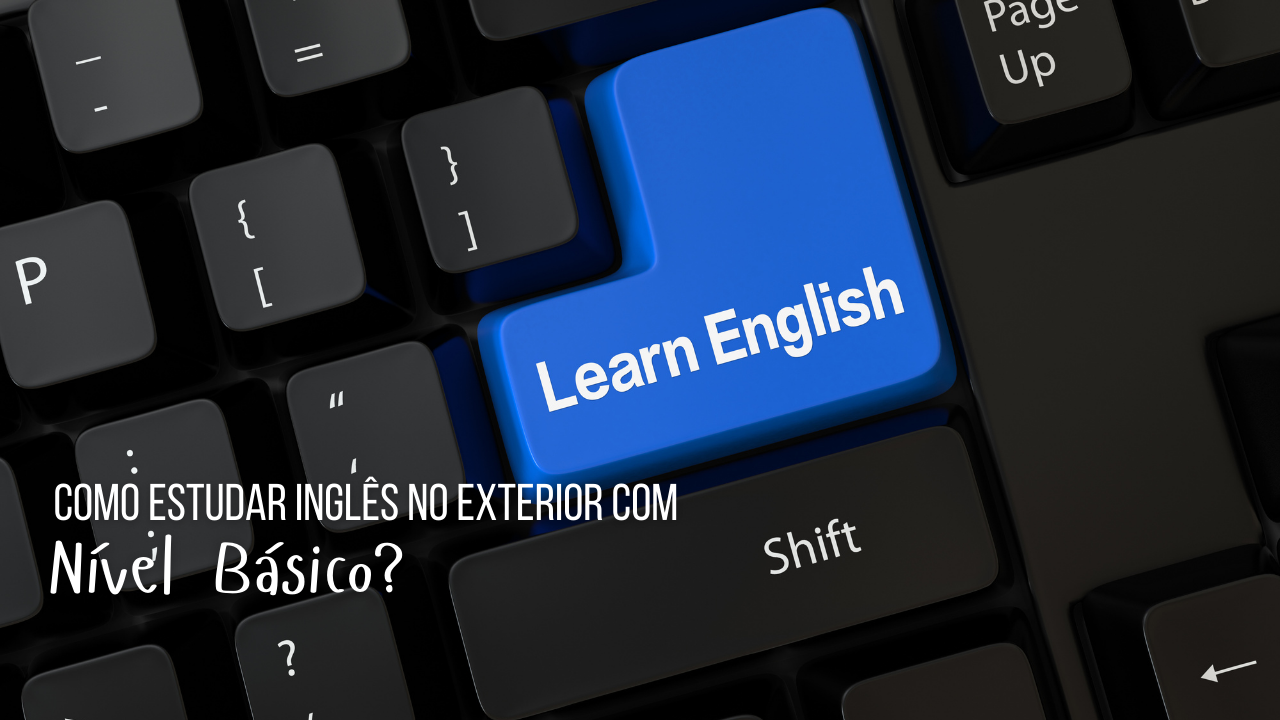 _
-
=
Page
Up
}
]
{
[
P
Learn English
"
:
;
'
COMO ESTUDAR INGLÊS NO EXTERIOR COM
Nível Básico?
Shift
?
←